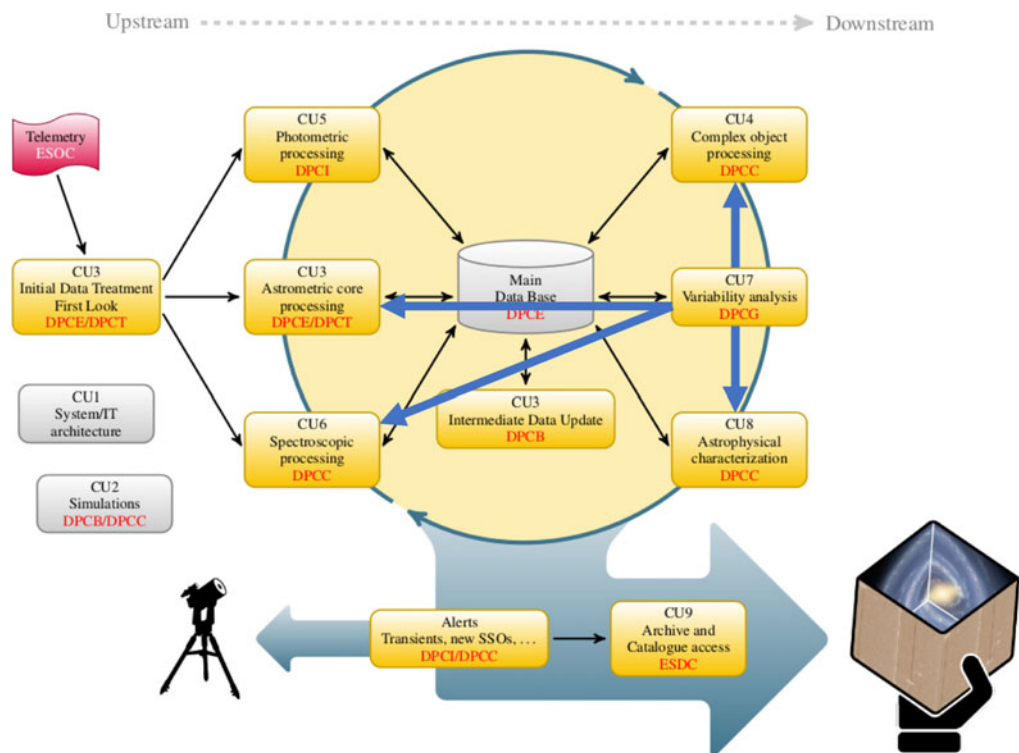 Upstream
Downstream
Telemetry
ESOC
CU5
Photometric
processing
DPCI
CU4
Complex object
processing
DPCC
CU3
Initial Data Treatment
First Look
DPCE/DPCT
CU3
Astrometric core
processing
DPCE/DPCT
Main
Data Base
DPCE
CU7
Variability analysis
DPCG
CU1
System/IT
architecture
CU6
Spectroscopic
processing
DPCC
CU3
Intermediate Data Update
DPCB
CU8
Astrophysical
characterization
DPCC
CU2
Simulations
DPCB/DPCC
Alerts
Transients, new SSOs, ...
DPCI/DPCC
CU9
Archive and
Catalogue access
ESDC